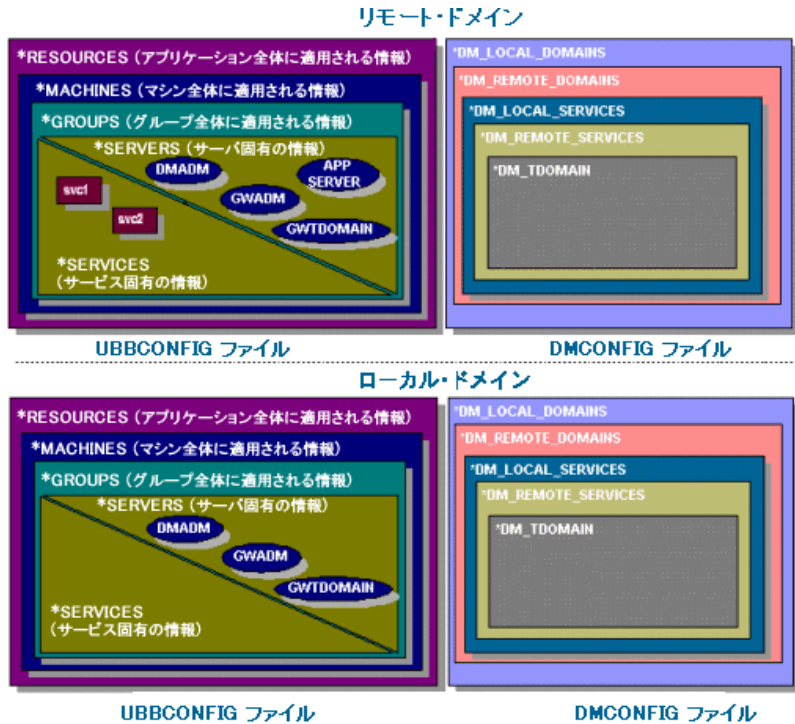 リモート・ドメイン
*RESOURCES (アプリケーション全体に適用される情報)
*MACHINES (マシン全体に適用される情報)
*GROUPS (グループ全体に適用される情報)
*SERVERS (サーバ固有の情報)
DMADM
APP
SERVER
svc1
GWADM
svc2
GWTDOMAIN
*SERVICES
(サービス固有の情報)
*DM_LOCAL_DOMAINS
*DM_REMOTE_DOMAINS
*DM_LOCAL_SERVICES
*DM_REMOTE_SERVICES
*DM_TDOMAIN
UBBCONFIG ファイル
DMCONFIG ファイル
ローカル・ドメイン
*RESOURCES (アプリケーション全体に適用される情報)
*MACHINES (マシン全体に適用される情報)
*GROUPS (グループ全体に適用される情報)
*SERVERS (サーバ固有の情報)
DMADM
GWADM
GWTDOMAIN
*SERVICES
(サービス固有の情報)
*DM_LOCAL_DOMAINS
*DM_REMOTE_DOMAINS
*DM_LOCAL_SERVICES
*DM_REMOTE_SERVICES
*DM_TDOMAIN
UBBCONFIG ファイル
DMCONFIG ファイル